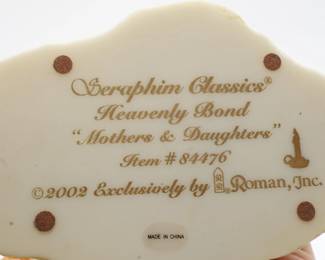 Seraphim Classics®
Heavenly Bond
"Mothers & Daughters"
Item # 84476
©2002 Exclusively by Roman, Inc.
MADE IN CHINA